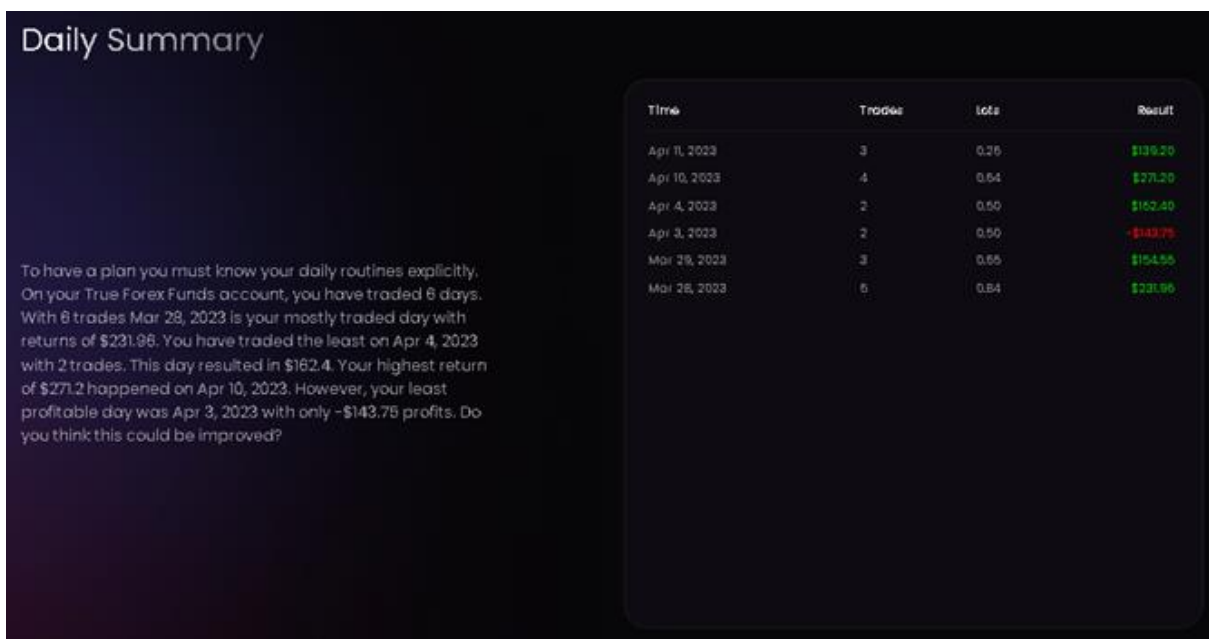 Daily Summary
To have a plan you must know your daily routines explicitly.
On your True Forex Funds account, you have traded 6 days.
With 6 trades Mar 28, 2023 is your mostly traded day with
returns of $231.96. You have traded the least on Apr 4, 2023
with 2 trades. This day resulted in $162.4. Your highest return
of $271.2 happened on Apr 10, 2023. However, your least
profitable day was Apr 3, 2023 with only -$143.75 profits. Do
you think this could be improved?
Time Trades Lots Result
Apr 11, 2023 3 $139.20
Apr 10, 2023 4 $271.20
Apr 4, 2023 2 0.50 $162.40
Apr 3, 2023 2 0.50 -$143.75
Mar 29, 2023 3 $154.55
Mar 28, 2023 6 0.84 $231.96